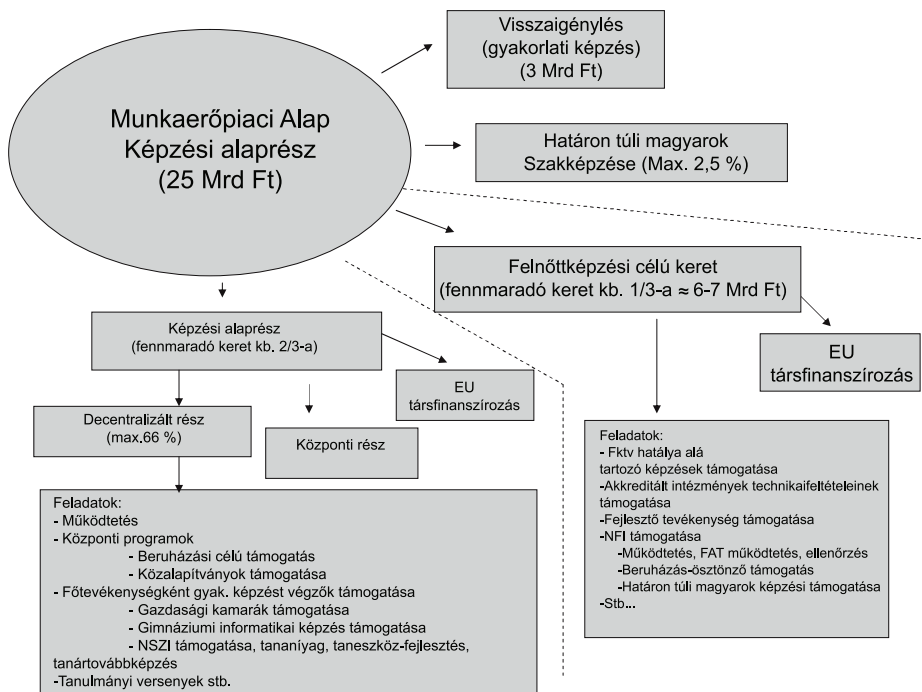 Visszaigénylés
(gyakorlati képzés)
(3 Mrd Ft)
Munkaerőpiaci Alap
Képzési alaprész
(25 Mrd Ft)
Határon túli magyarok
Szakképzése (Max. 2,5 %)
Felnőttképzési célú keret
(fennmaradó keret kb. 1/3-a ≈ 6-7 Mrd Ft)
Képzési alaprész
(fennmaradó keret kb. 2/3-a)
EU
társfinanszírozás
EU
társfinanszírozás
Decentralizált rész
(max.66 %)
Központi rész
Feladatok:
- Működtetés
- Központi programok
- Beruházási célú támogatás
- Közalapítványok támogatása
- Főtevékenységként gyak. képzést végzők támogatása
- Gazdasági kamarák támogatása
- Gimnáziumi informatikai képzés támogatása
- NSZI támogatása, tananíyag, taneszköz-fejlesztés,
tanártovábbképzés
-Tanulmányi versenyek stb.
Feladatok:
- Fktv hatálya alá
tartozó képzések támogatása
-Akkreditált intézmények technikaifeltételeinek
támogatása
-Fejlesztő tevékenység támogatása
-NFI támogatása
-Működtetés, FAT működtetés, ellenőrzés
-Beruházás-ösztönző támogatás
-Határon túli magyarok képzési támogatása
-Stb...